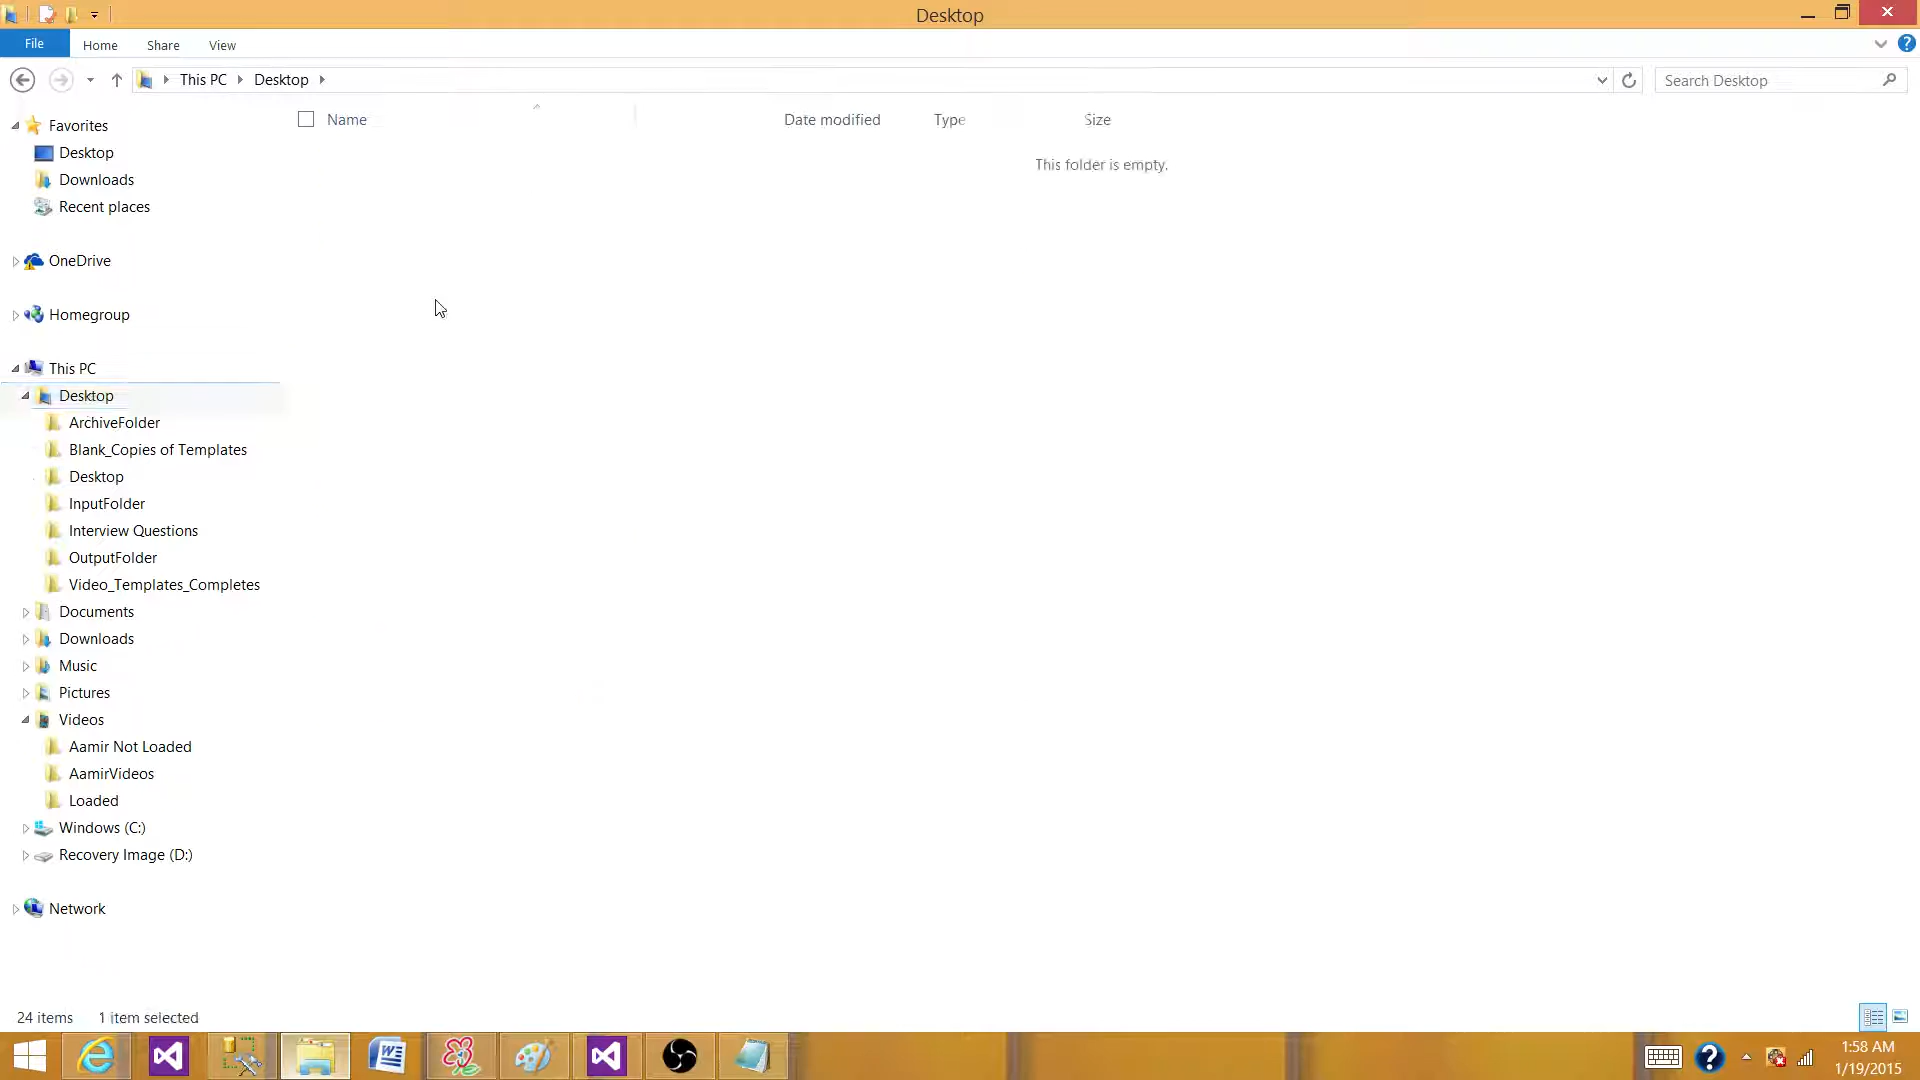 Desktop
File Home Share View
This PC Desktop
Search Desktop
Name Date modified Type Size
This folder is empty.
Favorites
Desktop
Downloads
Recent places
OneDrive
Homegroup
This PC
Desktop
ArchiveFolder
Blank_Copies of Templates
Desktop
InputFolder
Interview Questions
OutputFolder
Video_Templates_Completes
Documents
Downloads
Music
Pictures
Videos
Aamir Not Loaded
AamirVideos
Loaded
Windows (C:)
Recovery Image (D:)
Network
24 items 1 item selected
1:58 AM
1/19/2015